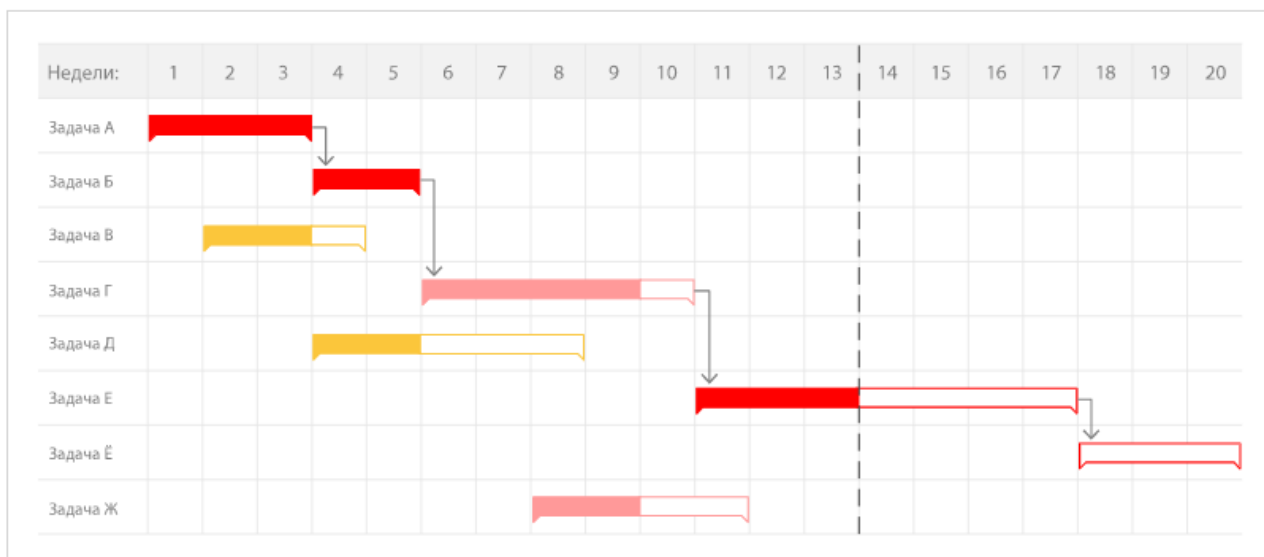 Недели: 1 2 3 4 5 6 7 8 9 10 11 12 13 14 15 16 17 18 19 20
Задача А
Задача Б
Задача В
Задача Г
Задача Д
Задача Е
Задача Ё
Задача Ж